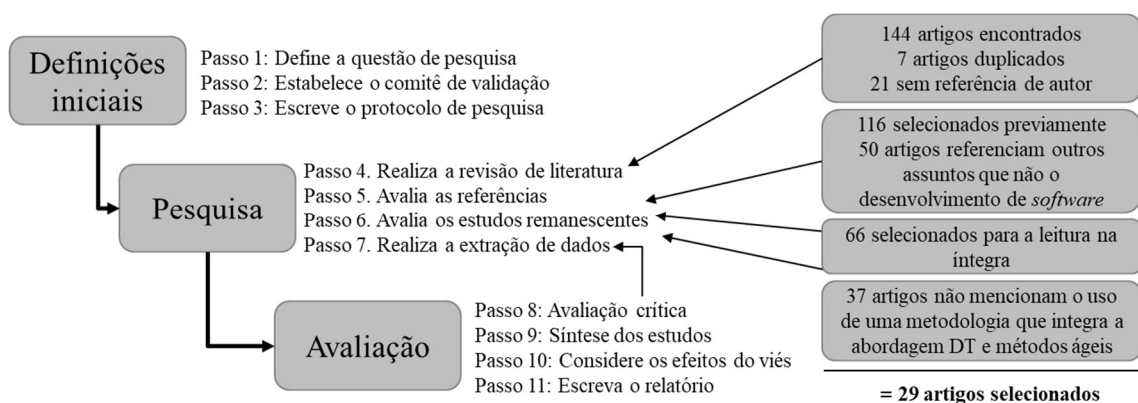 Definições
iniciais
Passo 1: Define a questão de pesquisa
Passo 2: Estabelece o comitê de validação
Passo 3: Escreve o protocolo de pesquisa
Pesquisa
Passo 4. Realiza a revisão de literatura
Passo 5. Avalia as referências
Passo 6. Avalia os estudos remanescentes
Passo 7. Realiza a extração de dados
Avaliação
Passo 8: Avaliação crítica
Passo 9: Síntese dos estudos
Passo 10: Considere os efeitos do viés
Passo 11: Escreva o relatório
144 artigos encontrados
7 artigos duplicados
21 sem referência de autor
116 selecionados previamente
50 artigos referenciam outros
assuntos que não o
desenvolvimento de software
66 selecionados para a leitura na
íntegra
37 artigos não mencionam o uso
de uma metodologia que integra a
abordagem DT e métodos ágeis
= 29 artigos selecionados